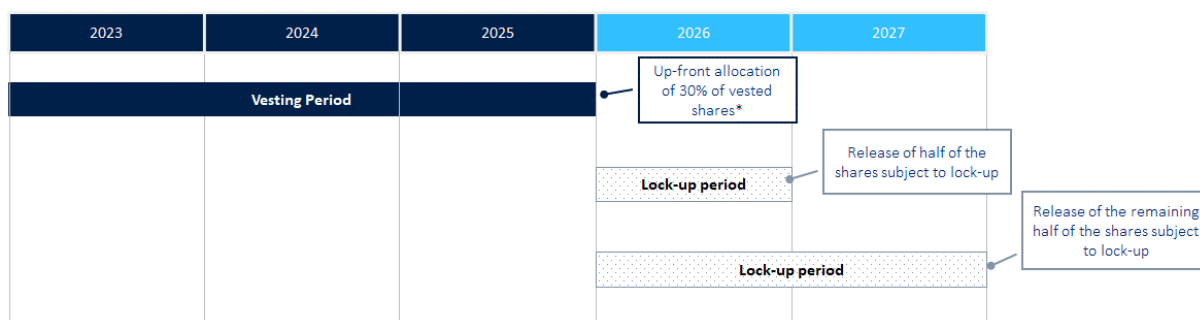 2023 2024 2025 2026 2027
Up-front allocation
of 30% of vested
shares*
Vesting Period
Release of half of the
shares subject to lock-up
Lock-up period
Release of the remaining
half of the shares subject
to lock-up
Lock-up period